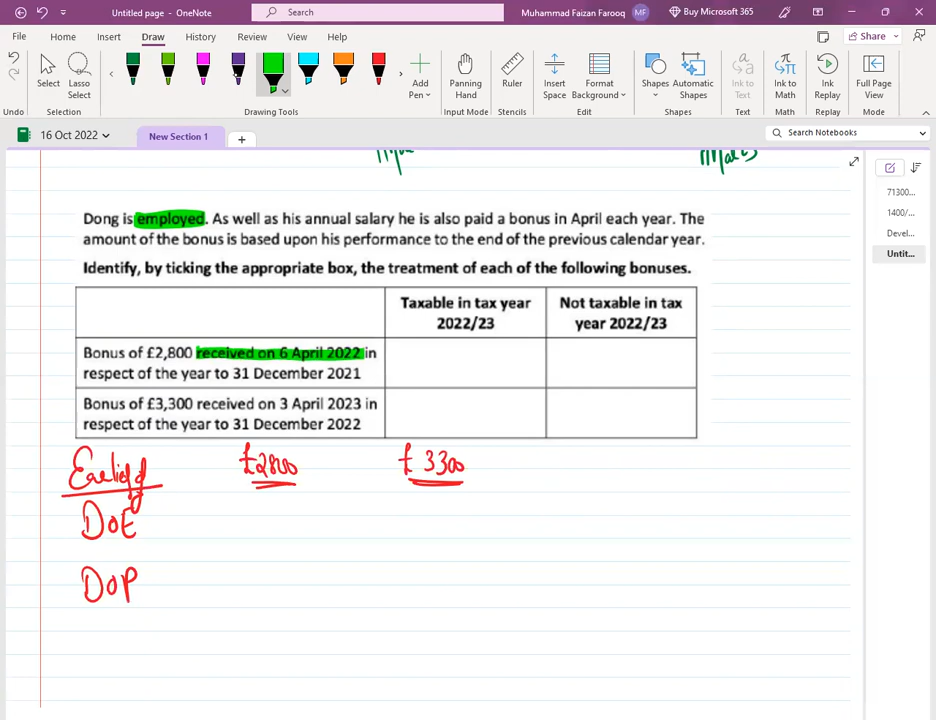 Untitled page - OneNote
Search
Muhammad Faizan Farooq
MF
Buy Microsoft 365
File Home Insert Draw History Review View Help
Share
Undo
Select
Lasso Select
Add Pen
Panning Hand
Ruler
Insert Space
Format Background
Shapes
Automatic Shapes
Ink to Text
Ink to Math
Ink Replay
Full Page View
Undo
Drawing Tools
Input Mode
Drawing Tools
Shapes
Mode
16 Oct 2022
New Section 1
Search Notebooks
71300...
1400/...
Devel...
Untit...
Dong is employed. As well as his annual salary he is also paid a bonus in April each year. The
amount of the bonus is based upon his performance to the end of the previous calendar year.
Identify, by ticking the appropriate box, the treatment of each of the following bonuses.
Taxable in tax year 2022/23
Not taxable in tax year 2022/23
Bonus of £2,800 received on 6 April 2022 in
respect of the year to 31 December 2021
Bonus of £3,300 received on 3 April 2023 in
respect of the year to 31 December 2022
£2800
£ 3300
DOE
DOP